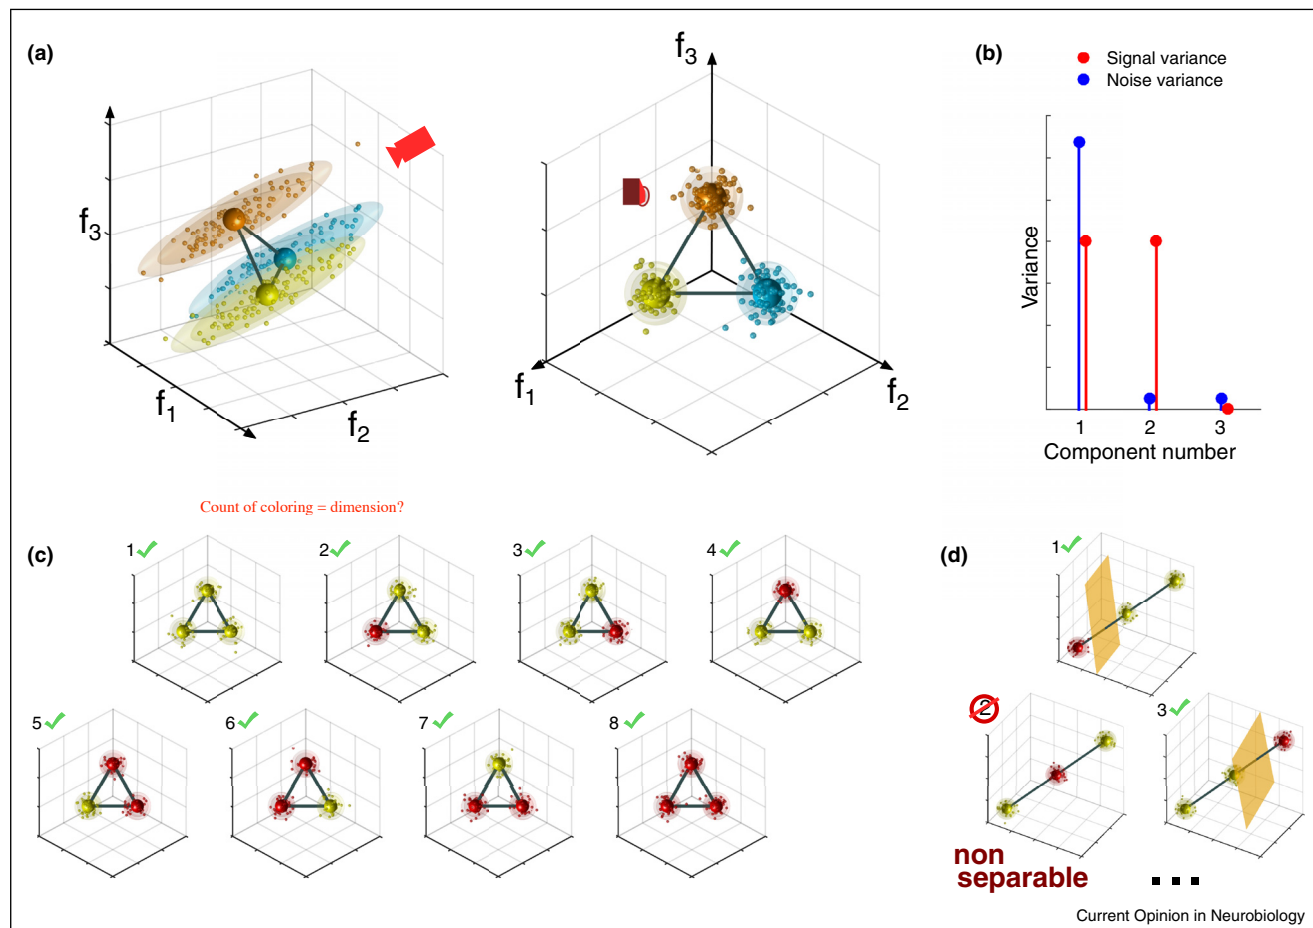 (a)
f3
f1
f2
f3
f1
f2
(b)
Signal variance
Noise variance
Variance
1 2 3
Component number
Count of coloring = dimension?
(c)
1
2
3
4
5
6
7
8
(d)
1
2
3
non
separable
...
Current Opinion in Neurobiology